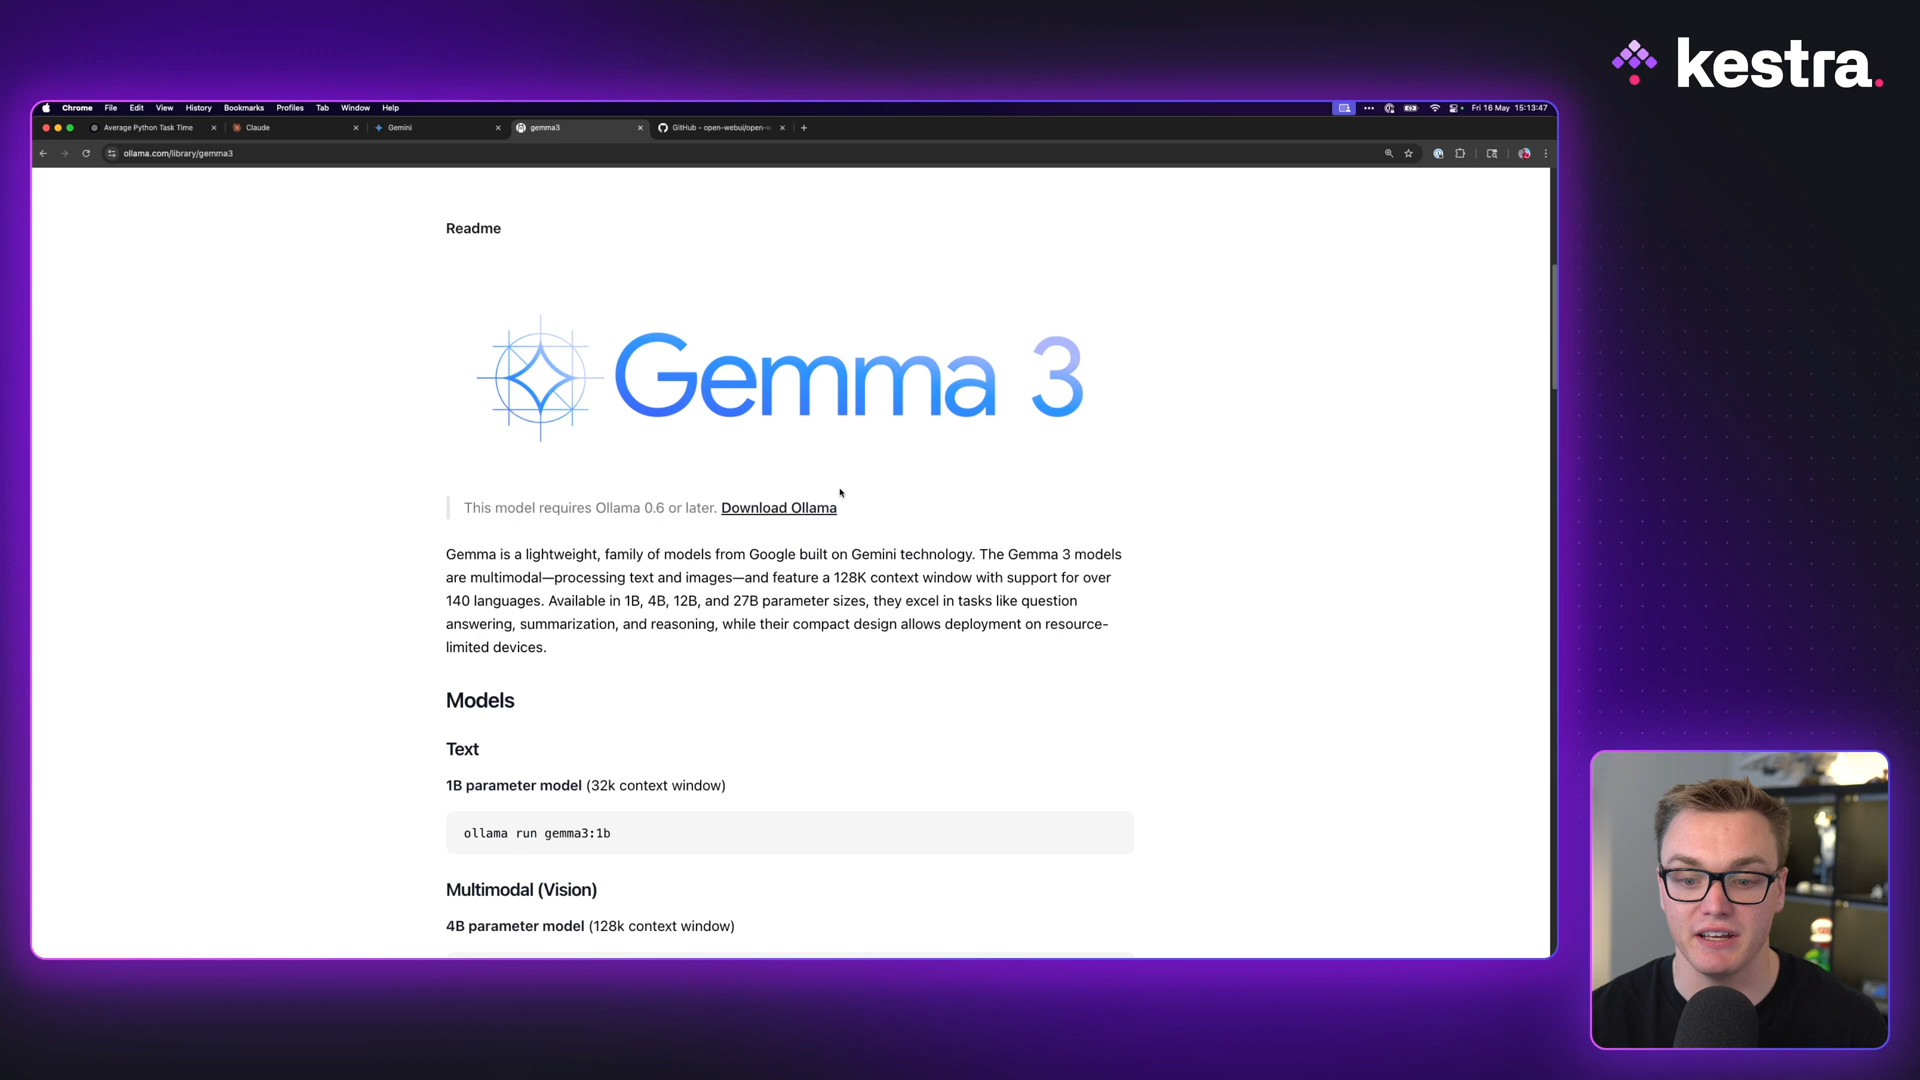 kestra.
Chrome File Edit View History Bookmarks Profiles Tab Window Help
Fri 16 May 15:13:47
Average Python Task Time
Claude
Gemini
gemma3
GitHub - open-webui/open-
ollama.com/library/gemma3
Readme
Gemma 3
This model requires Ollama 0.6 or later. Download Ollama
Gemma is a lightweight, family of models from Google built on Gemini technology. The Gemma 3 models
are multimodal—processing text and images—and feature a 128K context window with support for over
140 languages. Available in 1B, 4B, 12B, and 27B parameter sizes, they excel in tasks like question
answering, summarization, and reasoning, while their compact design allows deployment on resource-
limited devices.
Models
Text
1B parameter model (32k context window)
ollama run gemma3:1b
Multimodal (Vision)
4B parameter model (128k context window)